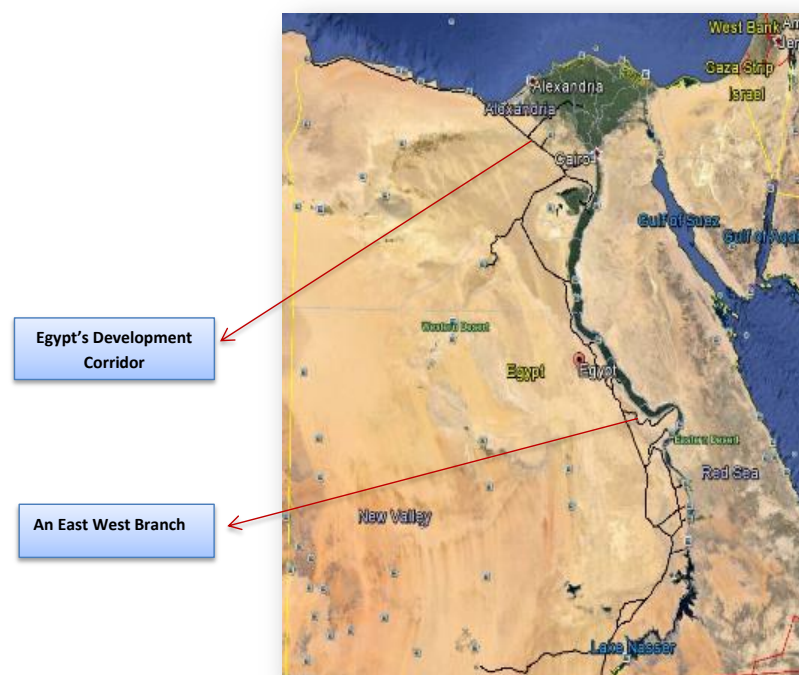 West Bank
Gaza Strip
Israel
Alexandria
Alexandria
Cairo
Gulf of Suez
Egypt's Development
Corridor
Western Desert
Egypt
Egypt
Eastern Desert
Red Sea
An East West Branch
New Valley
Lake Nasser